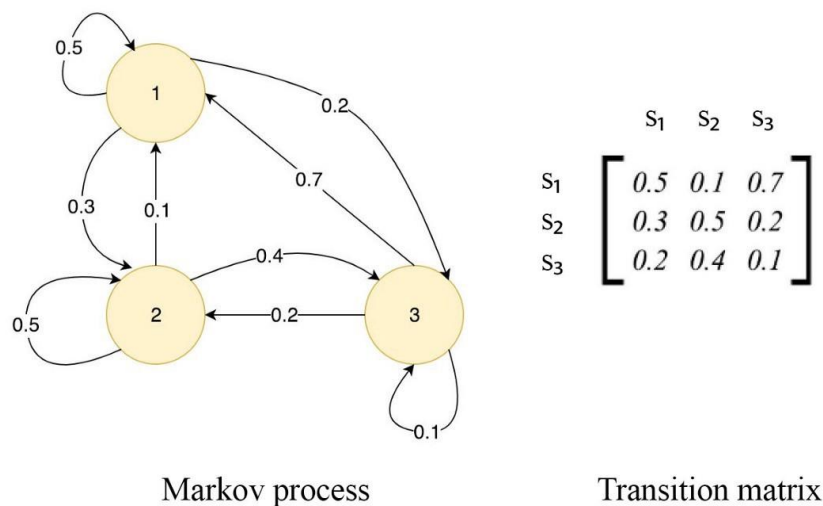 0.5
1
0.2
0.7
0.3
0.1
0.4
0.5
2
0.2
3
0.1
S₁ S₂ S₃
S₁ 0.5 0.1 0.7
S₂ 0.3 0.5 0.2
S₃ 0.2 0.4 0.1
Markov process
Transition matrix